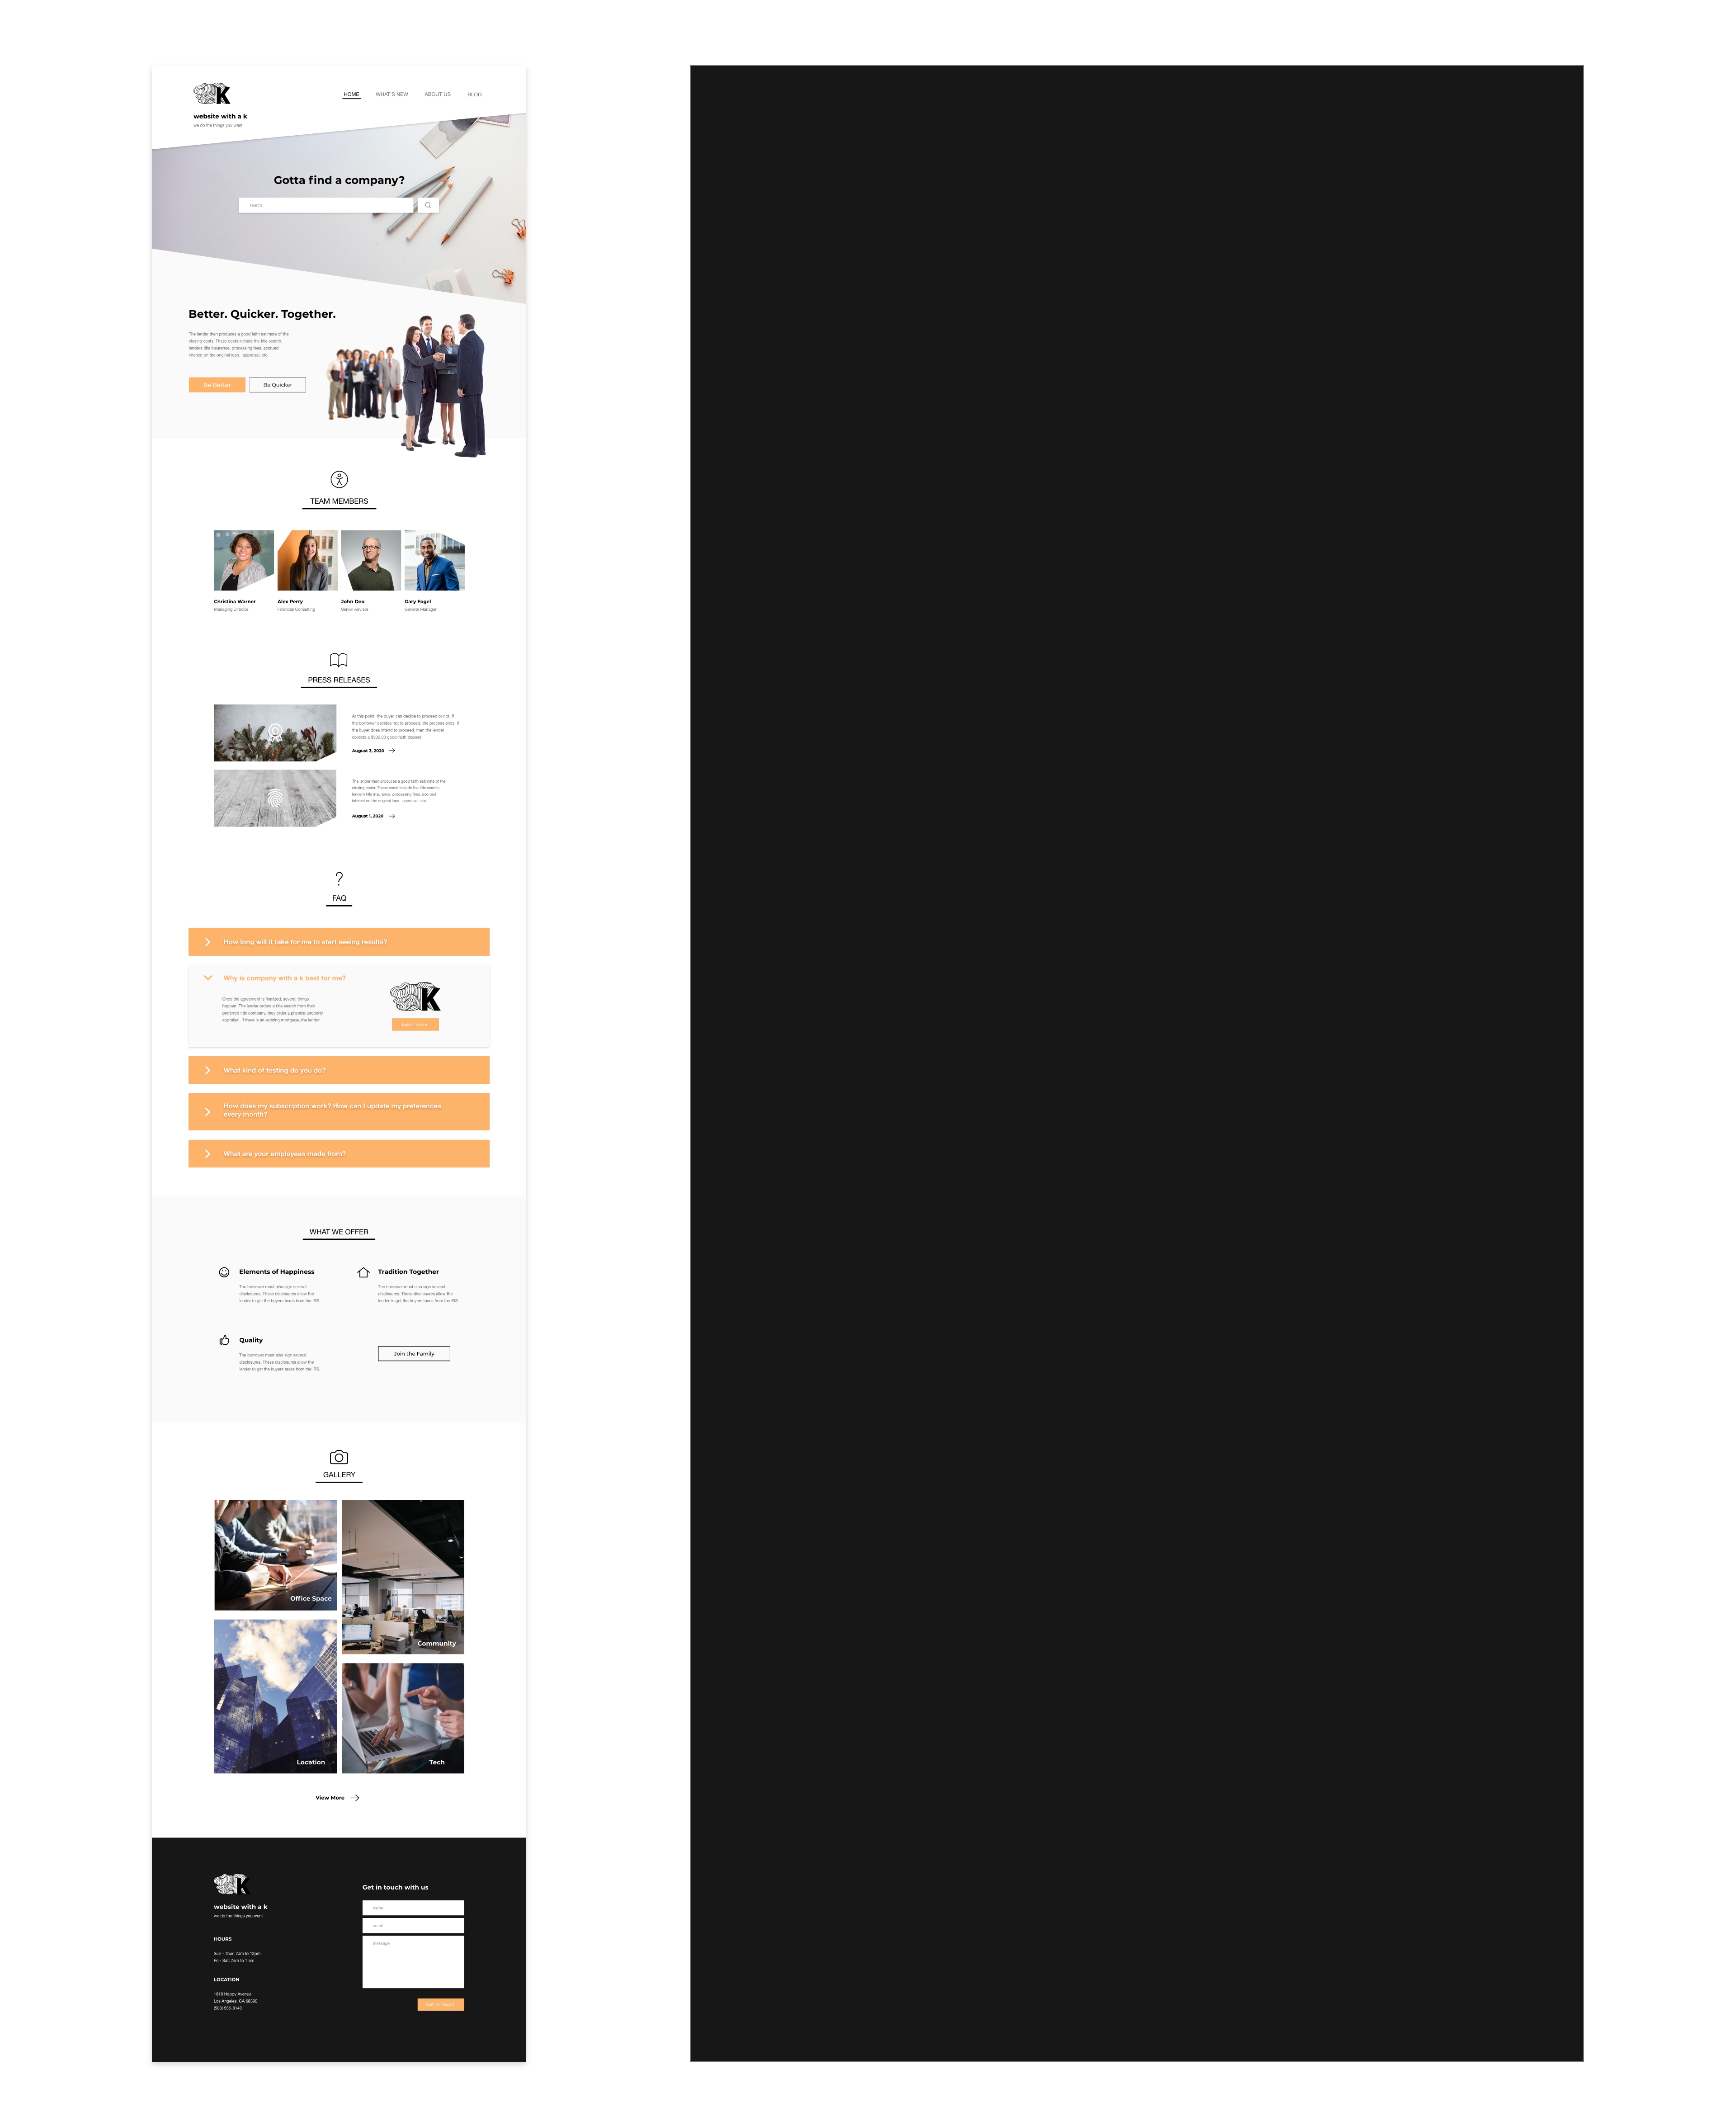 K
website with a k
we do the things you want
HOME
WHAT'S NEW
ABOUT US
BLOG
Gotta find a company?
search
Better. Quicker. Together.
The lender then produces a good faith estimate of the
closing costs. These costs include the title search,
lenders title insurance, processing fees, accrued
interest on the original loan, appraisal, etc.
Be Better
Be Quicker
TEAM MEMBERS
Christina Warner
Managing Director
Alex Perry
Financial Consulting
John Deo
Senior Advisor
Gary Fogel
General Manager
PRESS RELEASES
At this point, the buyer can decide to proceed or not. If
the borrower decides not to proceed, the process ends. If
the buyer does intend to proceed, then the lender
collects a $500.00 good faith deposit.
August 3, 2020
The lender then produces a good faith estimate of the
closing costs. These costs include the title search,
lenders title insurance, processing fees, accrued
interest on the original loan, appraisal, etc.
August 1, 2020
?
FAQ
How long will it take for me to start seeing results?
Why is company with a k best for me?
Once the agreement is finalized, several things
happen. The lender orders a title search from their
preferred title company, they order a physical property
appraisal. If there is an existing mortgage, the lender
K
Learn more
What kind of testing do you do?
How does my subscription work? How can I update my preferences
every month?
What are your employees made from?
WHAT WE OFFER
Elements of Happiness
The borrower must also sign several
disclosures. These disclosures allow the
lender to get the buyers taxes from the IRS.
Tradition Together
The borrower must also sign several
disclosures. These disclosures allow the
lender to get the buyers taxes from the IRS.
Quality
The borrower must also sign several
disclosures. These disclosures allow the
lender to get the buyers taxes from the IRS.
Join the Family
GALLERY
Office Space
Community
Location
Tech
View More
K
website with a k
we do the things you want
HOURS
Sun - Thur: 7am to 12pm
Fri - Sat: 7am to 1 am
LOCATION
1910 Happy Avenue
Los Angeles, CA 68390
(500) 555-8143
Get in touch with us
name
email
message
Get in Touch